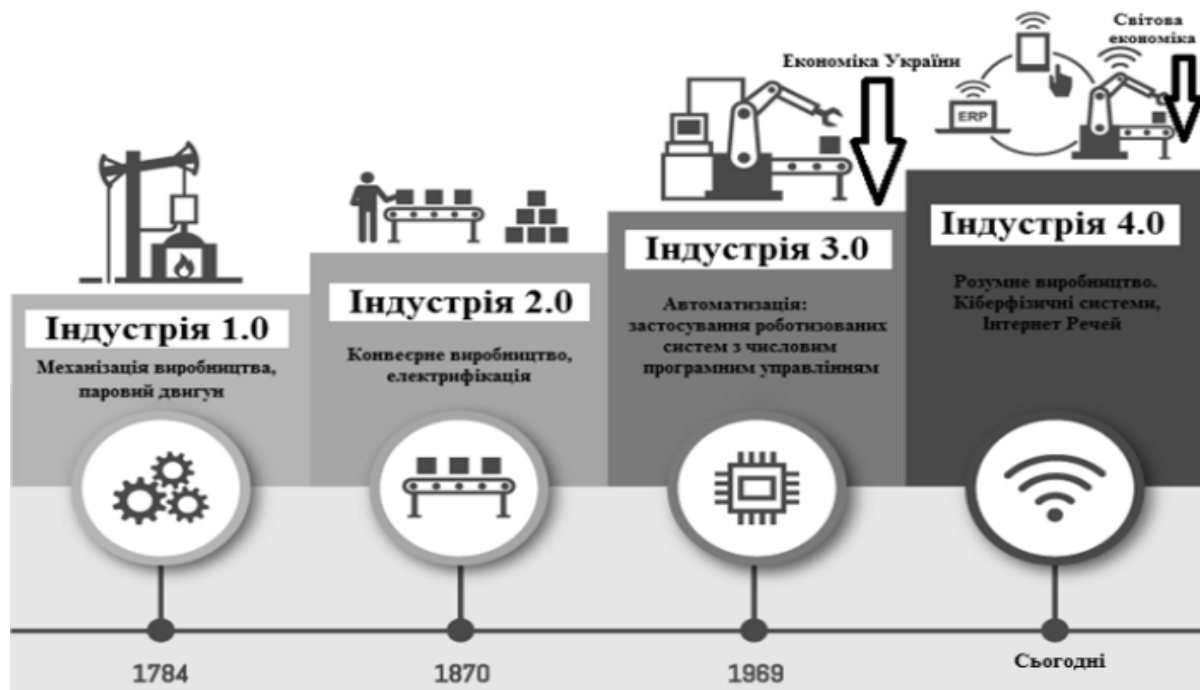 Світова
економіка
Економіка України
ERP
Індустрія 4.0
Індустрія 3.0
Розумне виробництво.
Кіберфізичні системи,
Інтернет Речей
Індустрія 2.0
Автоматизація:
застосування роботизованих
систем з числовим
програмним управлінням
Індустрія 1.0
Конвеєрне виробництво,
електрифікація
Механізація виробництва,
паровий двигун
1784
1870
1969
Сьогодні